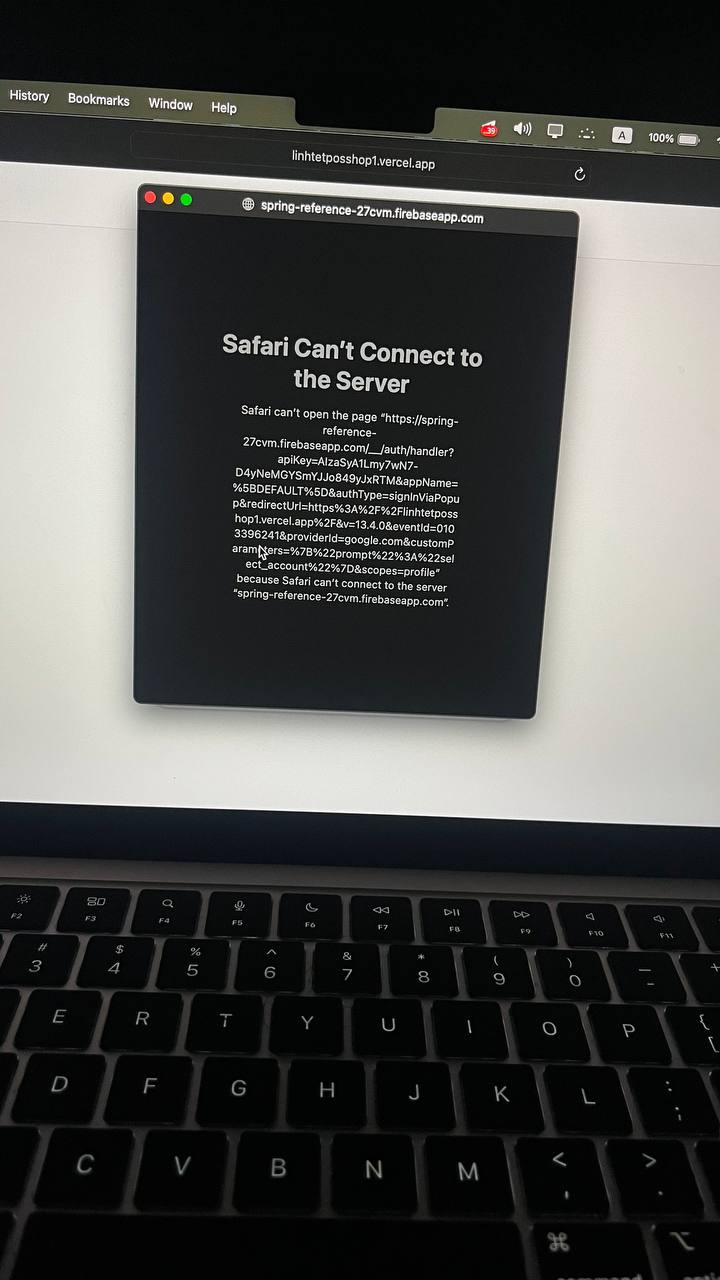 History Bookmarks Window Help
39
A
100%
linhtetposshop1.vercel.app
spring-reference-27cvm.firebaseapp.com
Safari Can't Connect to
the Server
Safari can't open the page "https://spring-
reference-
27cvm.firebaseapp.com/__/auth/handler?
apiKey=AIzaSyA1Lmy7wN7-
D4yNeMGYSmYJJo849yJxRTM&appName=
%5BDEFAULT%5D&authType=signInViaPopu
p&redirectUrl=https%3A%2F%2Flinhtetposs
hop1.vercel.app%2F&v=13.4.0&eventId=010
3396241&providerId=google.com&customP
arameters=%7B%22prompt%22%3A%22sel
ect_account%22%7D&scopes=profile"
because Safari can't connect to the server
"spring-reference-27cvm.firebaseapp.com".
F2 F3 F4 F5 F6 F7 F8 F9 F10 F11
# $ % ^ & * ( ) — +
3 4 5 6 7 8 9 0 -
E R T Y U I O P { [
D F G H J K L : ;
C V B N M < , > .
⌘ ⌥